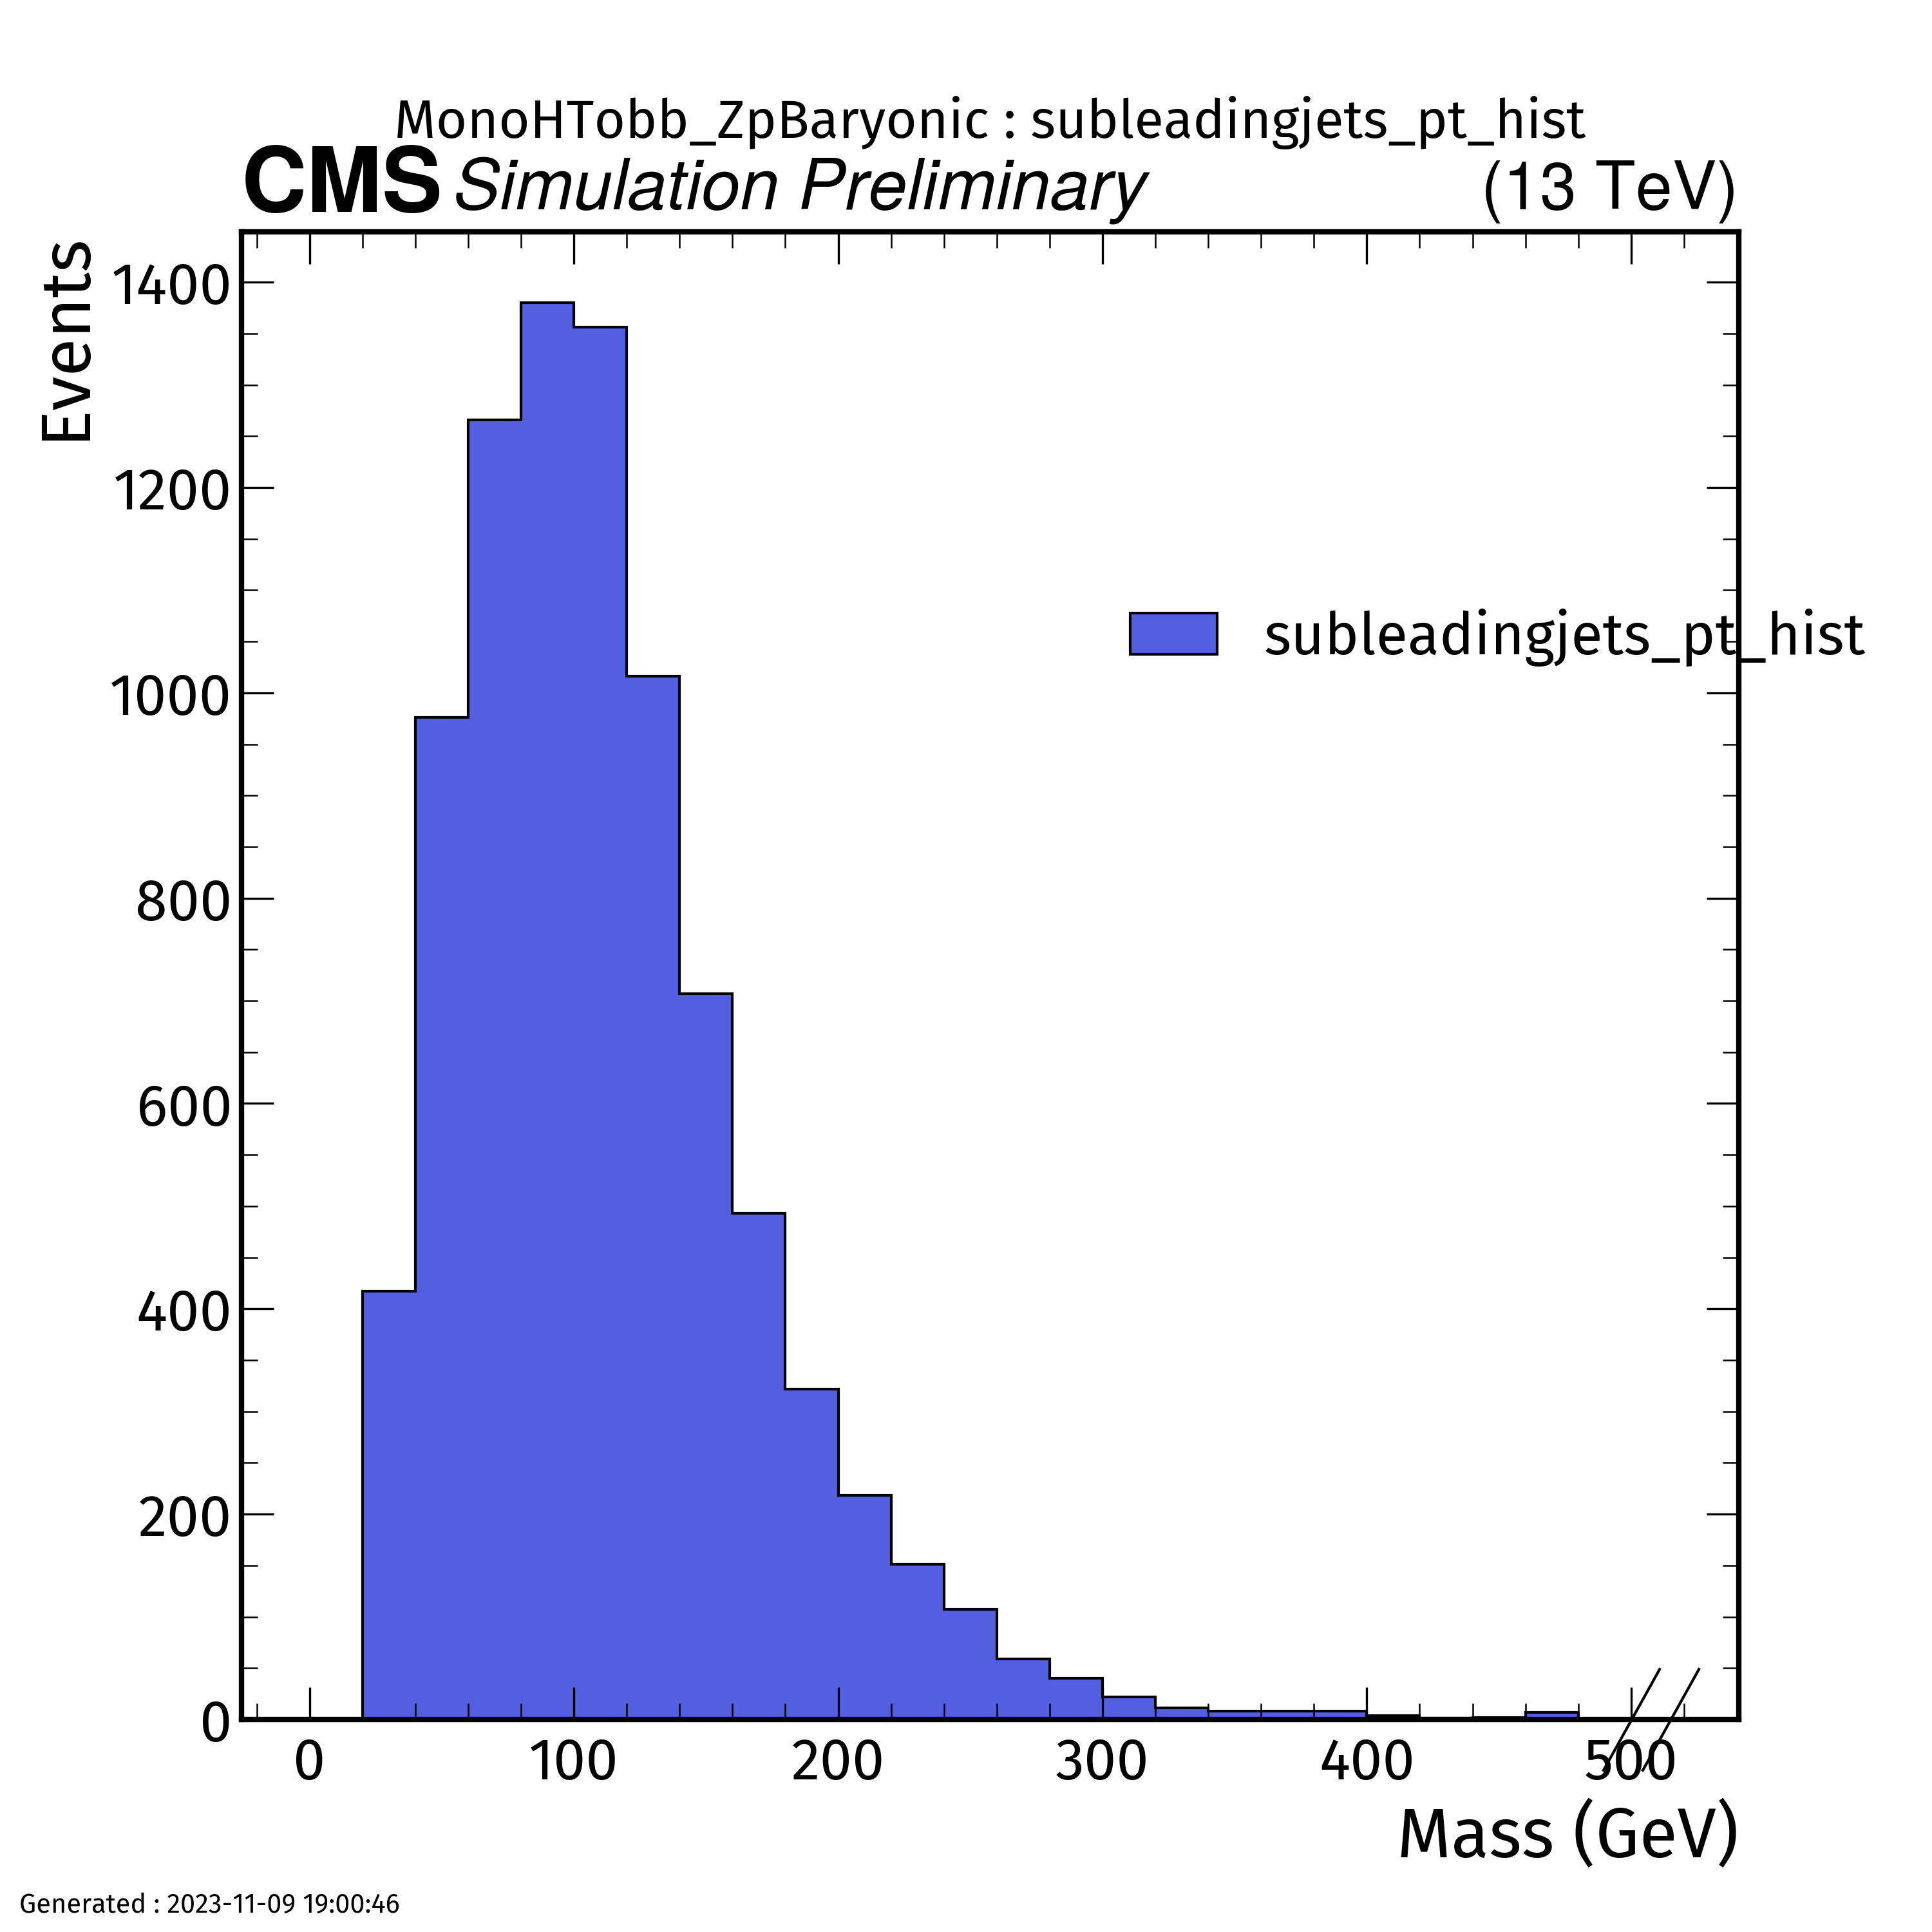 MonoHTobb_ZpBaryonic : subleadingjets_pt_hist
CMS Simulation Preliminary (13 TeV)
Events
1400
1200
1000
800
600
400
200
0
subleadingjets_pt_hist
0 100 200 300 400 500
Mass (GeV)
Generated : 2023-11-09 19:00:46